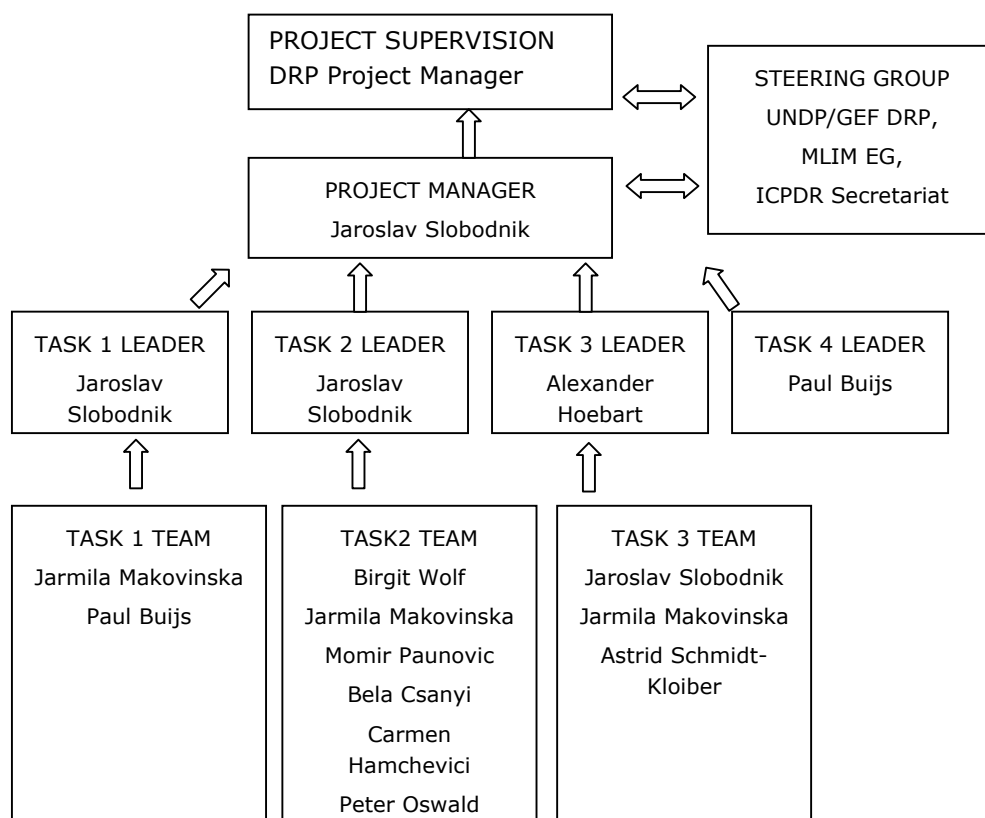 PROJECT SUPERVISION
DRP Project Manager
STEERING GROUP
UNDP/GEF DRP,
MLIM EG,
ICPDR Secretariat
PROJECT MANAGER
Jaroslav Slobodnik
TASK 1 LEADER
Jaroslav
Slobodnik
TASK 2 LEADER
Jaroslav
Slobodnik
TASK 3 LEADER
Alexander
Hoebart
TASK 4 LEADER
Paul Buijs
TASK 1 TEAM
Jarmila Makovinska
Paul Buijs
TASK2 TEAM
Birgit Wolf
Jarmila Makovinska
Momir Paunovic
Bela Csanyi
Carmen
Hamchevici
Peter Oswald
TASK 3 TEAM
Jaroslav Slobodnik
Jarmila Makovinska
Astrid Schmidt-
Kloiber